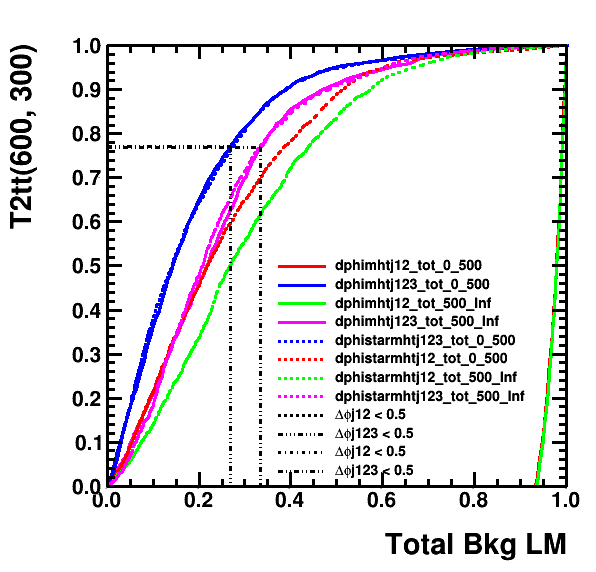 T2tt(600, 300)
1.0
0.9
0.8
0.7
0.6
0.5
0.4
0.3
0.2
0.1
0.0
dphimhtj12_tot_0_500
dphimhtj123_tot_0_500
dphimhtj12_tot_500_Inf
dphimhtj123_tot_500_Inf
dphistarmhtj123_tot_0_500
dphistarmhtj12_tot_0_500
dphistarmhtj12_tot_500_Inf
dphistarmhtj123_tot_500_Inf
Δϕj12 < 0.5
Δϕj123 < 0.5
Δϕj12 < 0.5
Δϕj123 < 0.5
0.0 0.2 0.4 0.6 0.8 1.0
Total Bkg LM